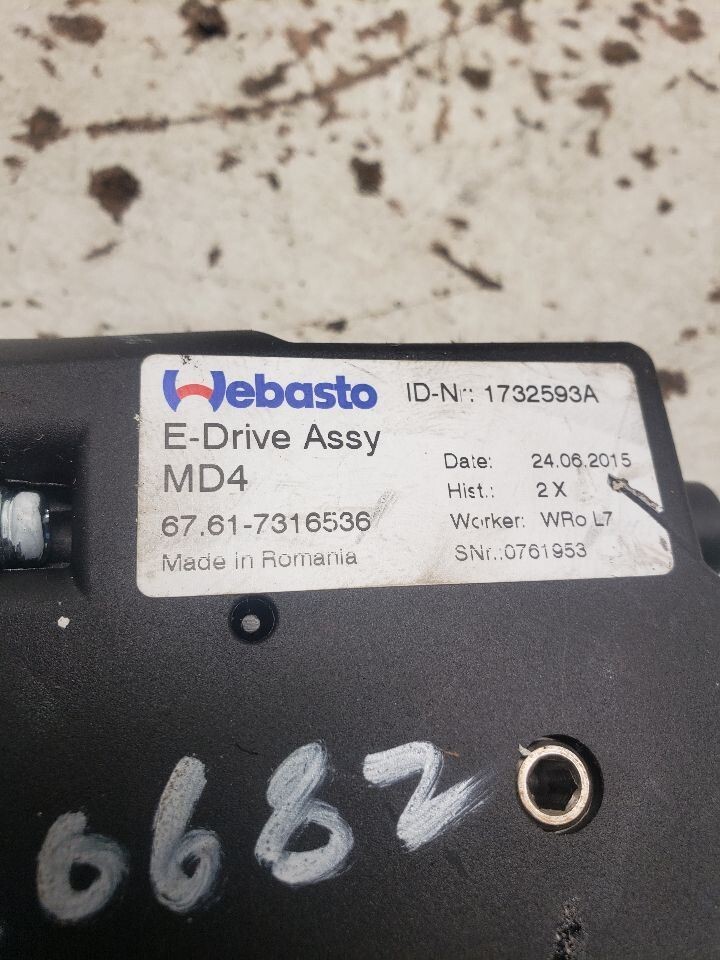 Webasto
ID-Nr: 1732593A
E-Drive Assy
MD4
67.61-7316536
Made in Romania
Date: 24.06.2015
Hist.: 2 X
Worker: WRo L7
SNr.:0761953
6682